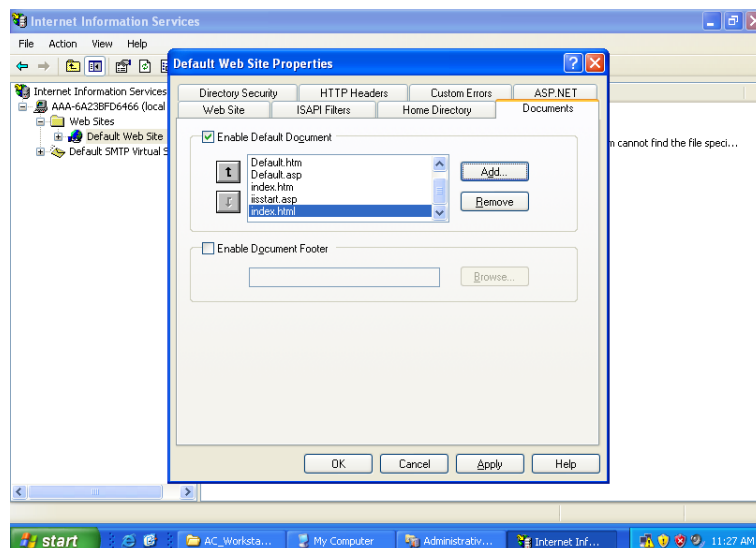 Internet Information Services
File Action View Help
Default Web Site Properties
Internet Information Services
AAA-6A23BFD6466 (local
Web Sites
Default Web Site
Default SMTP Virtual S
Directory Security HTTP Headers Custom Errors ASP.NET
Web Site ISAPI Filters Home Directory Documents
Enable Default Document
Default.htm
Default.asp
index.htm
iisstart.asp
index.html
Add...
Remove
Enable Document Footer
Browse...
OK Cancel Apply Help
n cannot find the file speci...
start AC_Worksta... My Computer Administrativ... Internet Inf... 11:27 AM